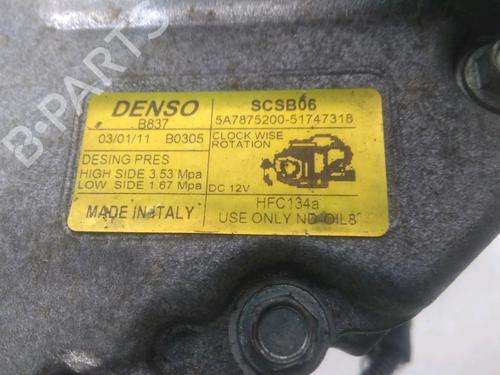 DENSO
B837
03/01/11 B0305
DESING PRES
HIGH SIDE 3.53 Mpa
LOW SIDE 1.67 Mpa
MADE IN ITALY
SCSB06
5A7875200-51747318
CLOCK WISE
ROTATION
DC 12V
HFC134a
USE ONLY ND-OIL8
B-PARTS